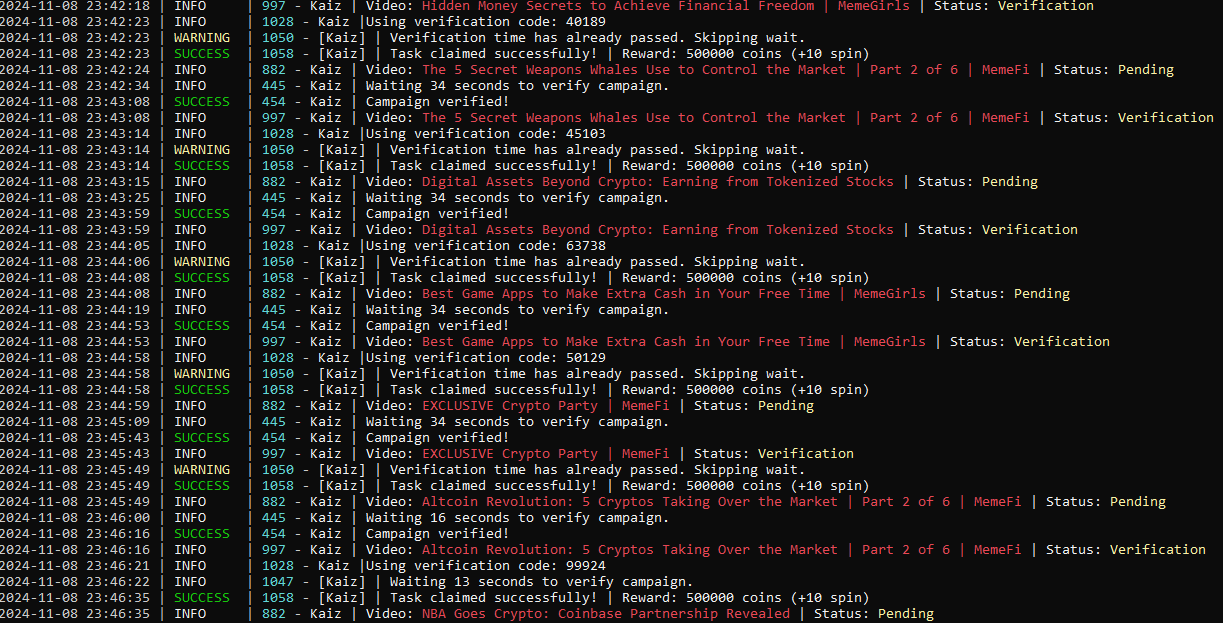 2024-11-08 23:42:18 | INFO | 997 - Kaiz | Video: Hidden Money Secrets to Achieve Financial Freedom | MemeGirls | Status: Verification
2024-11-08 23:42:23 | INFO | 1028 - Kaiz |Using verification code: 40189
2024-11-08 23:42:23 | WARNING | 1050 - [Kaiz] | Verification time has already passed. Skipping wait.
2024-11-08 23:42:23 | SUCCESS | 1058 - [Kaiz] | Task claimed successfully! | Reward: 500000 coins (+10 spin)
2024-11-08 23:42:24 | INFO | 882 - Kaiz | Video: The 5 Secret Weapons Whales Use to Control the Market | Part 2 of 6 | MemeFi | Status: Pending
2024-11-08 23:42:34 | INFO | 445 - Kaiz | Waiting 34 seconds to verify campaign.
2024-11-08 23:43:08 | SUCCESS | 454 - Kaiz | Campaign verified!
2024-11-08 23:43:08 | INFO | 997 - Kaiz | Video: The 5 Secret Weapons Whales Use to Control the Market | Part 2 of 6 | MemeFi | Status: Verification
2024-11-08 23:43:14 | INFO | 1028 - Kaiz |Using verification code: 45103
2024-11-08 23:43:14 | WARNING | 1050 - [Kaiz] | Verification time has already passed. Skipping wait.
2024-11-08 23:43:14 | SUCCESS | 1058 - [Kaiz] | Task claimed successfully! | Reward: 500000 coins (+10 spin)
2024-11-08 23:43:15 | INFO | 882 - Kaiz | Video: Digital Assets Beyond Crypto: Earning from Tokenized Stocks | Status: Pending
2024-11-08 23:43:25 | INFO | 445 - Kaiz | Waiting 34 seconds to verify campaign.
2024-11-08 23:43:59 | SUCCESS | 454 - Kaiz | Campaign verified!
2024-11-08 23:43:59 | INFO | 997 - Kaiz | Video: Digital Assets Beyond Crypto: Earning from Tokenized Stocks | Status: Verification
2024-11-08 23:44:05 | INFO | 1028 - Kaiz |Using verification code: 63738
2024-11-08 23:44:06 | WARNING | 1050 - [Kaiz] | Verification time has already passed. Skipping wait.
2024-11-08 23:44:08 | SUCCESS | 1058 - [Kaiz] | Task claimed successfully! | Reward: 500000 coins (+10 spin)
2024-11-08 23:44:08 | INFO | 882 - Kaiz | Video: Best Game Apps to Make Extra Cash in Your Free Time | MemeGirls | Status: Pending
2024-11-08 23:44:19 | INFO | 445 - Kaiz | Waiting 34 seconds to verify campaign.
2024-11-08 23:44:53 | SUCCESS | 454 - Kaiz | Campaign verified!
2024-11-08 23:44:53 | INFO | 997 - Kaiz | Video: Best Game Apps to Make Extra Cash in Your Free Time | MemeGirls | Status: Verification
2024-11-08 23:44:58 | INFO | 1028 - Kaiz |Using verification code: 50129
2024-11-08 23:44:58 | WARNING | 1050 - [Kaiz] | Verification time has already passed. Skipping wait.
2024-11-08 23:44:58 | SUCCESS | 1058 - [Kaiz] | Task claimed successfully! | Reward: 500000 coins (+10 spin)
2024-11-08 23:44:59 | INFO | 882 - Kaiz | Video: EXCLUSIVE Crypto Party | MemeFi | Status: Pending
2024-11-08 23:45:09 | INFO | 445 - Kaiz | Waiting 34 seconds to verify campaign.
2024-11-08 23:45:43 | SUCCESS | 454 - Kaiz | Campaign verified!
2024-11-08 23:45:43 | INFO | 997 - Kaiz | Video: EXCLUSIVE Crypto Party | MemeFi | Status: Verification
2024-11-08 23:45:49 | WARNING | 1050 - [Kaiz] | Verification time has already passed. Skipping wait.
2024-11-08 23:45:49 | SUCCESS | 1058 - [Kaiz] | Task claimed successfully! | Reward: 500000 coins (+10 spin)
2024-11-08 23:45:49 | INFO | 882 - Kaiz | Video: Altcoin Revolution: 5 Cryptos Taking Over the Market | Part 2 of 6 | MemeFi | Status: Pending
2024-11-08 23:46:00 | INFO | 445 - Kaiz | Waiting 16 seconds to verify campaign.
2024-11-08 23:46:16 | SUCCESS | 454 - Kaiz | Campaign verified!
2024-11-08 23:46:16 | INFO | 997 - Kaiz | Video: Altcoin Revolution: 5 Cryptos Taking Over the Market | Part 2 of 6 | MemeFi | Status: Verification
2024-11-08 23:46:21 | INFO | 1028 - Kaiz |Using verification code: 99924
2024-11-08 23:46:22 | INFO | 1047 - [Kaiz] | Waiting 13 seconds to verify campaign.
2024-11-08 23:46:35 | SUCCESS | 1058 - [Kaiz] | Task claimed successfully! | Reward: 500000 coins (+10 spin)
2024-11-08 23:46:35 | INFO | 882 - Kaiz | Video: NBA Goes Crypto: Coinbase Partnership Revealed | Status: Pending